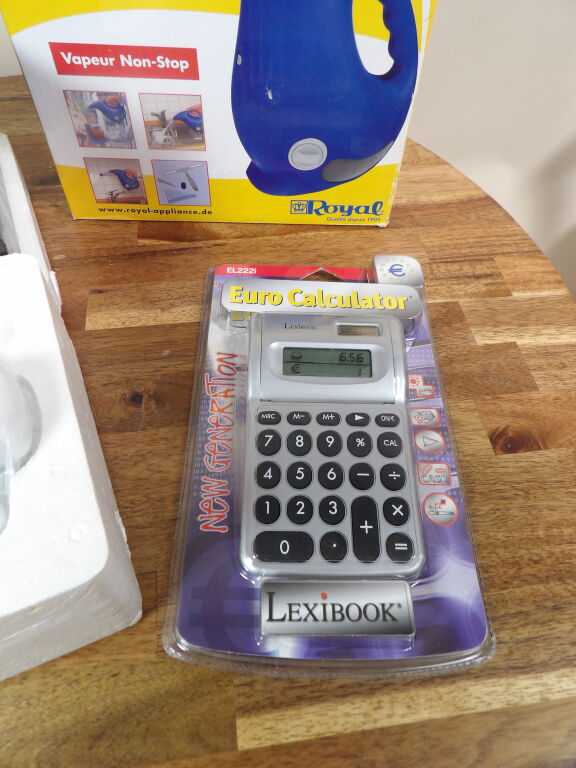 Vapeur Non-Stop
www.royal-appliance.de
Royal
Qualité depuis 1905
EL222i
€
Euro Calculator
NEW GENERATION
LEXIBOOK
6.56
€ 1
MRC M- M+ ▶ 0%/€
7 8 9 % CAL
4 5 6 − ÷
1 2 3 + ×
0 . =
LEXIBOOK®